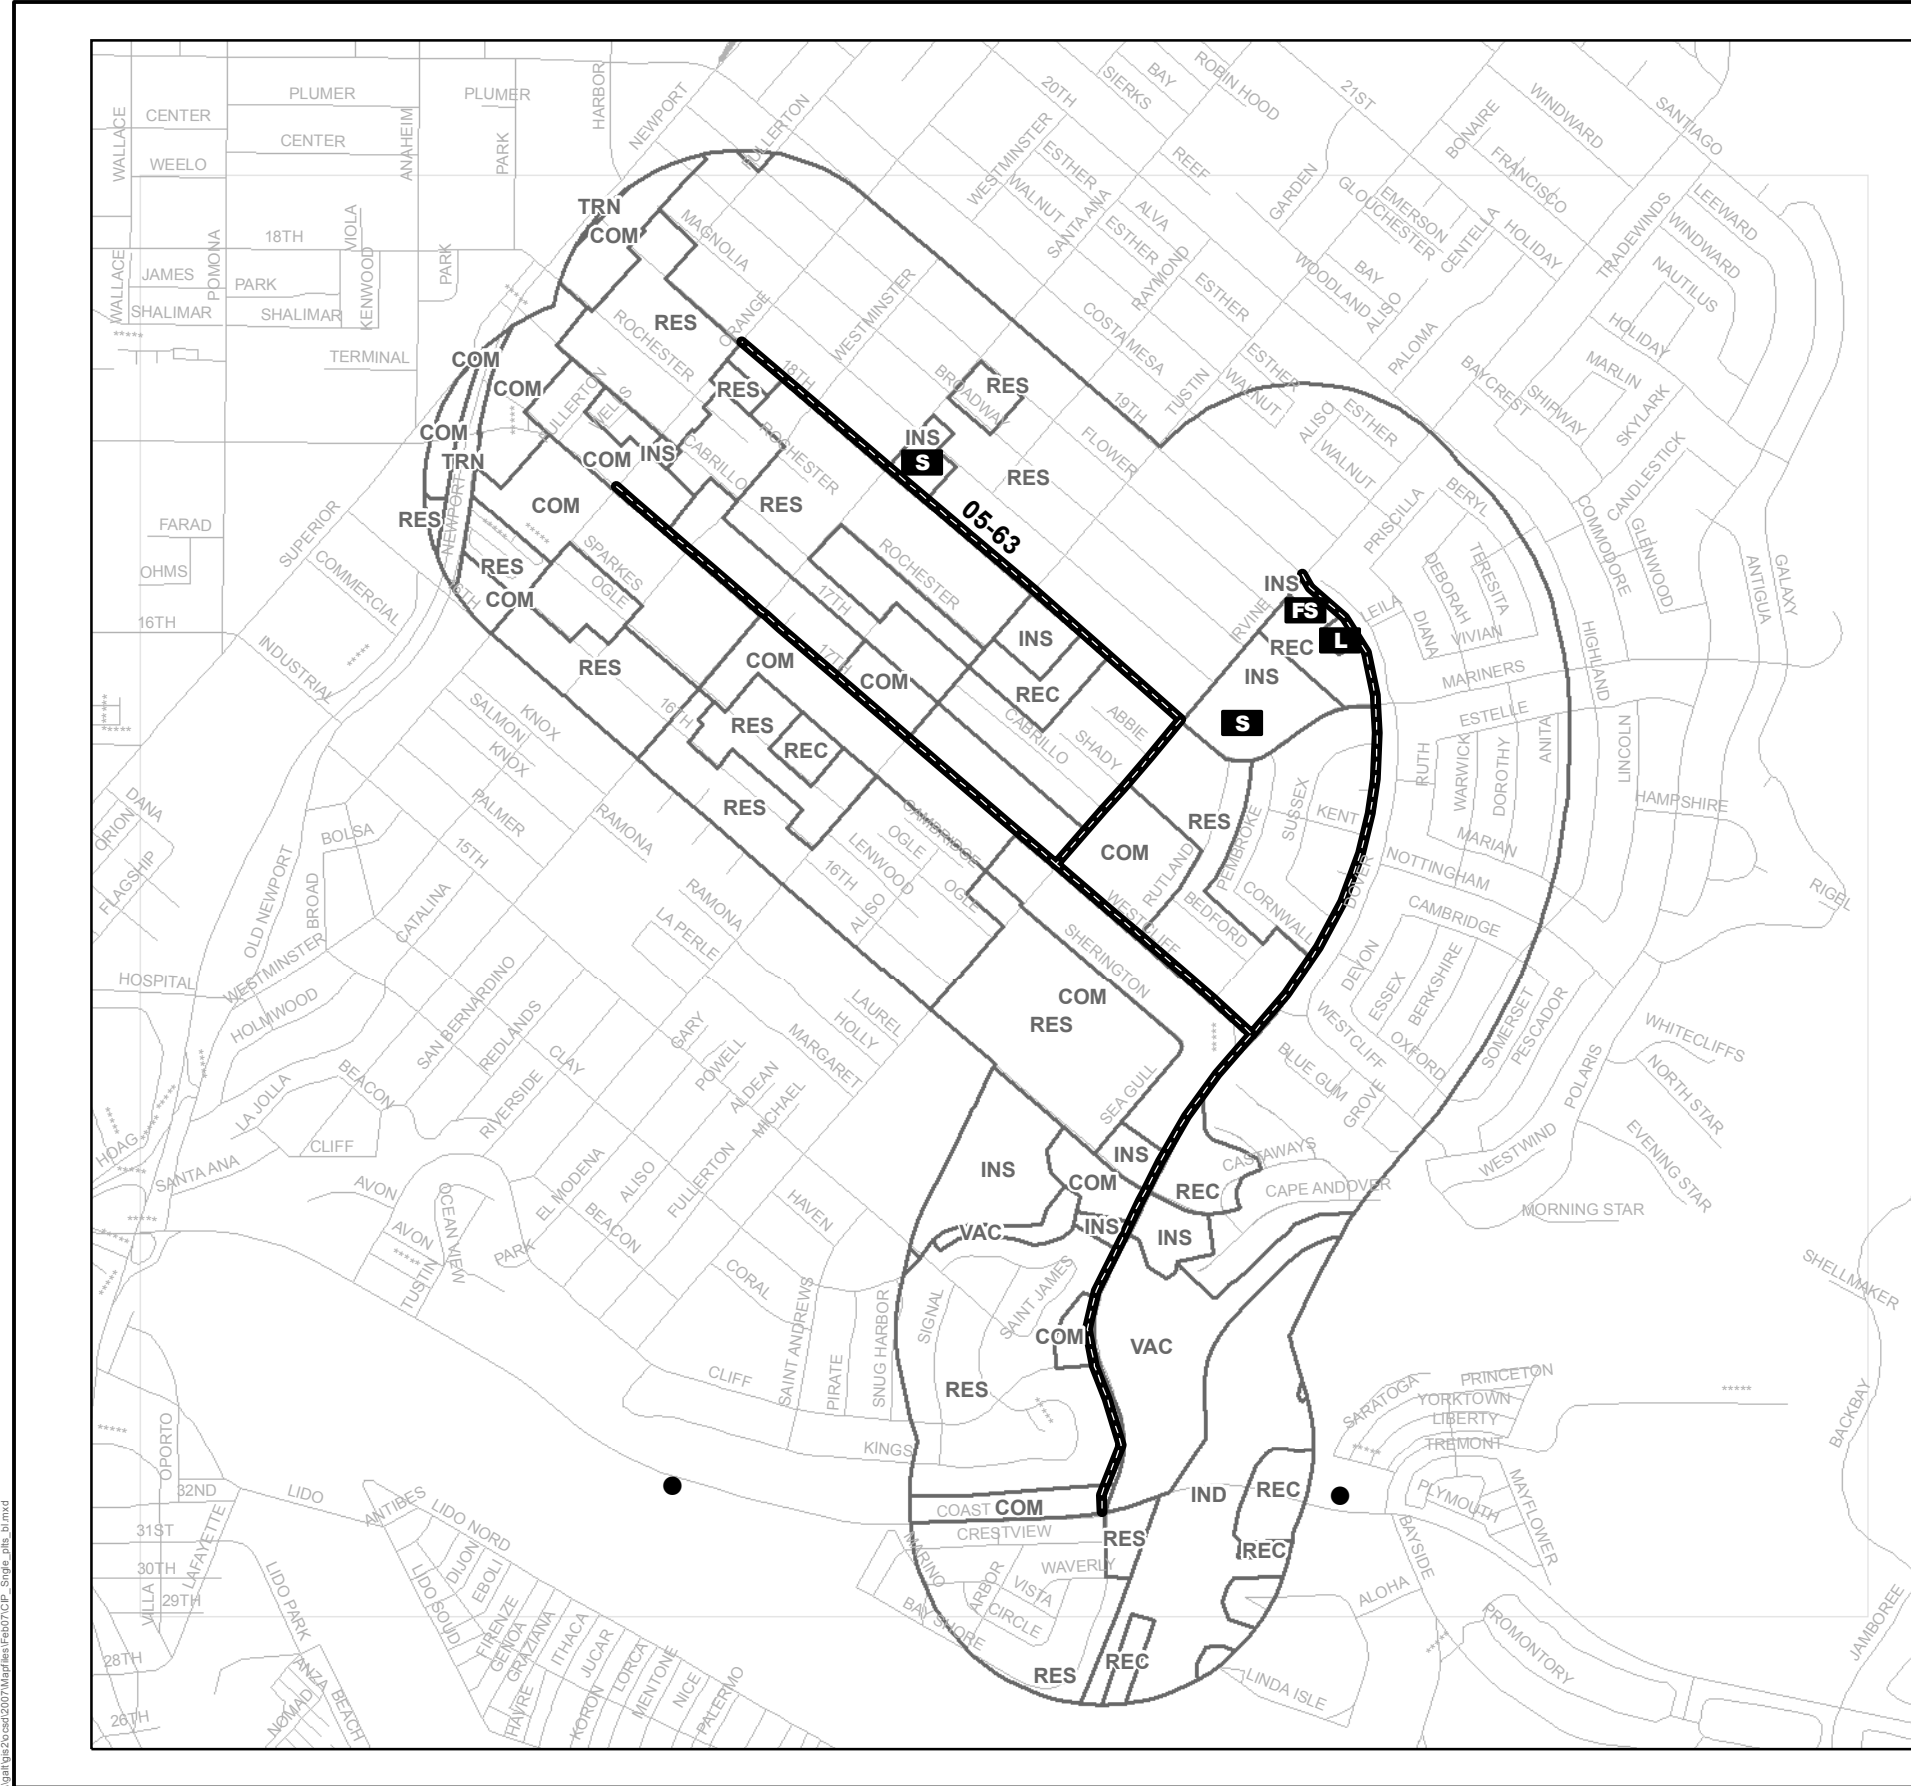 PLUMER
PLUMER
HARBOR
NEWPORT
FULLERTON
20TH
SIERKS
BAY
ROBIN HOOD
21ST
BONAIRE
WINDWARD
SANTIAGO
WALLACE
CENTER
CENTER
ANAHEIM
PARK
WEELO
WESTMINSTER
ESTHER
WALNUT
REEF
GARDEN
FRANCISCO
GLOUCHESTER
EMERSON
CENTELLA
HOLIDAY
TRADEWINDS
LEEWARD
WINDWARD
NAUTILUS
TRN
COM
MAGNOLIA
SANTA ANA
ALVA
ESTHER
RAYMOND
ESTHER
WOODLAND
BAY
ALISO
18TH
VIOLA
KENWOOD
PARK
POMONA
WALLACE
JAMES
PARK
SHALIMAR
SHALIMAR
*****
TERMINAL
*****
RES
ROCHESTER
ORANGE
WESTMINSTER
COSTA MESA
PALOMA
HOLIDAY
MARLIN
COM
COM
RES
18TH
BROADWAY
RES
ESTHER
WALNUT
19TH
TUSTIN
BAYCREST
SHIPWAY
SKYLARK
FULLERTON
WELLS
*****
COM
TRN
COM
INS
CABRILLO
ROCHESTER
INS
S
FLOWER
ALISO
ESTHER
WALNUT
CANDLESTICK
RES
RES
COM
RES
BERYL
PRISCILLA
COMMODORE
GLENWOOD
GALAXY
ANTIGUA
FARAD
OHMS
SUPERIOR
COMMERCIAL
NEWPORT
*****
*****
SPARKES
OGLE
ROCHESTER
05-63
RES
COM
16TH
16TH
INDUSTRIAL
*****
17TH
INS
INS
FS
L
IRVINE
LEILA
REC
INS
DEBORAH
TERESITA
DIANA
VIVIAN
MARINERS
HIGHLAND
RES
COM
17TH
COM
REC
CABRILLO
ABBIE
SHADY
S
ESTELLE
ANITA
LINCOLN
RUTH
WARWICK
DOROTHY
HAMPSHIRE
*****
*****
SALMON
KNOX
KNOX
16TH
RES
REC
RES
CAMBRIDGE
OGLE
LENWOOD
OGLE
16TH
ALISO
COM
RES
RUTLAND
PEMBROKE
SUSSEX
KENT
MARIAN
NOTTINGHAM
DANA
ORION
FLAGSHIP
BOLSA
PALMER
RAMONA
15TH
OLD NEWPORT
BROAD
CATALINA
RAMONA
LA PERLE
WESTCLIFF
BEDFORD
CORNWALL
DOVER
CAMBRIDGE
RIGEL
SHERINGTON
DEVON
ESSEX
BERKSHIRE
HOSPITAL
WESTMINSTER
HOLMWOOD
SAN BERNARDINO
REDLANDS
COM
RES
LAUREL
HOLLY
MARGARET
*****
WESTCLIFF
OXFORD
SOMERSET
PESCADOR
WHITECLIFFS
NORTH STAR
POLARIS
BLUE GUM
GROVE
*****
CLAY
GARY
POWELL
ALDEAN
MICHAEL
BEACON
LA JOLLA
RIVERSIDE
SEA GULL
*****
*****
*****
HOAG
*****
CLIFF
SANTA ANA
INS
COM
INS
CASTAWAYS
CAPE ANDOVER
WESTWIND
EVENING STAR
AVON
EL MODENA
ALISO
FULLERTON
REC
MORNING STAR
*****
*****
*****
AVON
*****
OCEAN VIEW
TUSTIN
PARK
BEACON
HAVEN
VAC
INS
INS
CORAL
SHELLMAKER
SAINT ANDREWS
PIRATE
SNUG HARBOR
SIGNAL
SAINT JAMES
COM
VAC
CLIFF
RES
*****
KINGS
PRINCETON
SARATOGA
YORKTOWN
LIBERTY
TREMONT
*****
*****
BACKBAY
*****
OPORTO
32ND
LIDO
ANTIBES
LIDO NORD
COAST
COM
CRESTVIEW
IND
REC
PLYMOUTH
MAYFLOWER
31ST
LAFAYETTE
30TH
VILLA
29TH
LIDO PARK
DIJON
EBOLI
LIDO SOUD
FIRENZE
GENOA
GRAZIANA
ITHACA
JUCAR
LORCA
MENTONE
NICE
PALERMO
HAVRE
KORON
MARINO
RES
WAVERLY
REC
BAYSIDE
ALOHA
ARBOR
VISTA
CIRCLE
BAY SHORE
PROMONTORY
*****
JAMBOREE
28TH
26TH
ANZA
NOMAD
BEACH
RES
REC
LINDA ISLE